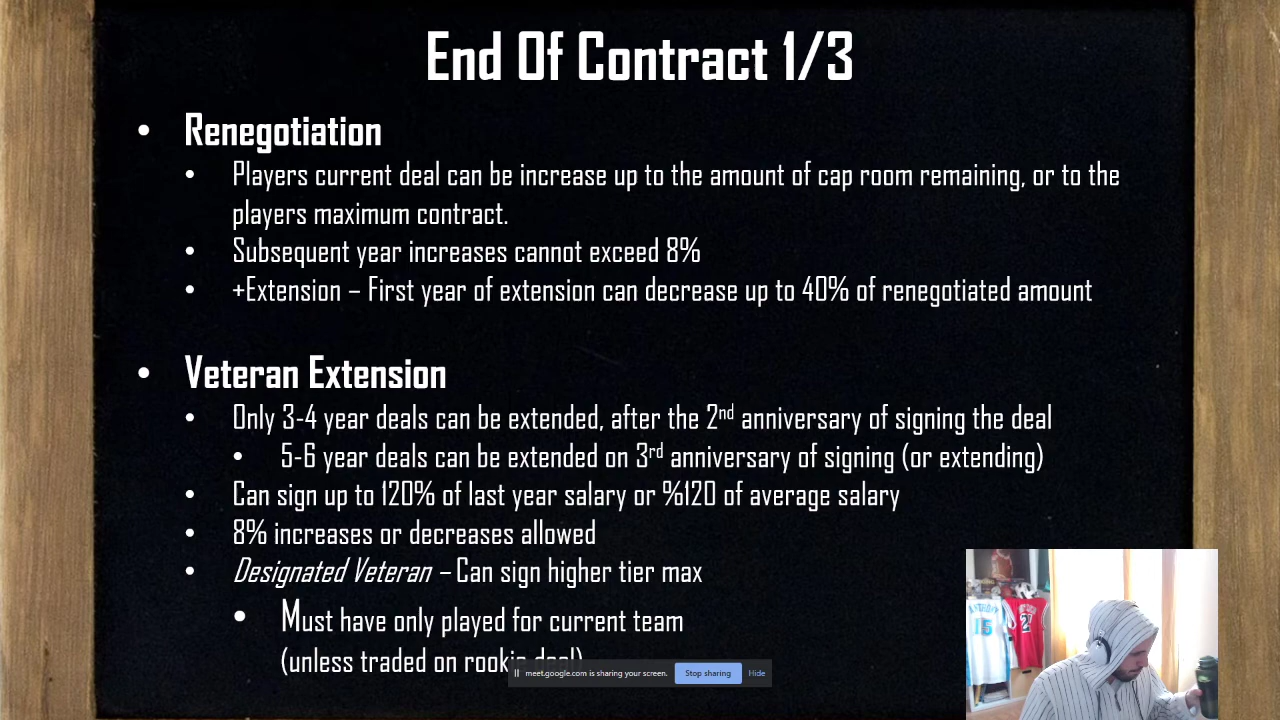 End Of Contract 1/3
• Renegotiation
• Players current deal can be increase up to the amount of cap room remaining, or to the
players maximum contract.
• Subsequent year increases cannot exceed 8%
• +Extension – First year of extension can decrease up to 40% of renegotiated amount
• Veteran Extension
• Only 3-4 year deals can be extended, after the 2nd anniversary of signing the deal
• 5-6 year deals can be extended on 3rd anniversary of signing (or extending)
• Can sign up to 120% of last year salary or %120 of average salary
• 8% increases or decreases allowed
• Designated Veteran – Can sign higher tier max
• Must have only played for current team
(unless traded on rookie deal)
meet.google.com is sharing your screen. Stop sharing Hide
15